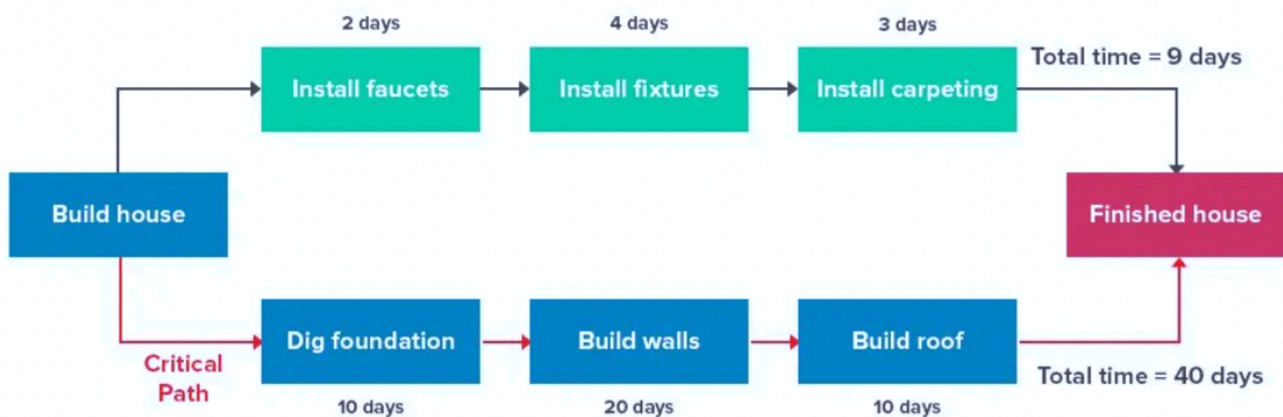 2 days
4 days
3 days
Install faucets
Install fixtures
Install carpeting
Total time = 9 days
Build house
Finished house
Critical
Path
Dig foundation
Build walls
Build roof
10 days
20 days
10 days
Total time = 40 days